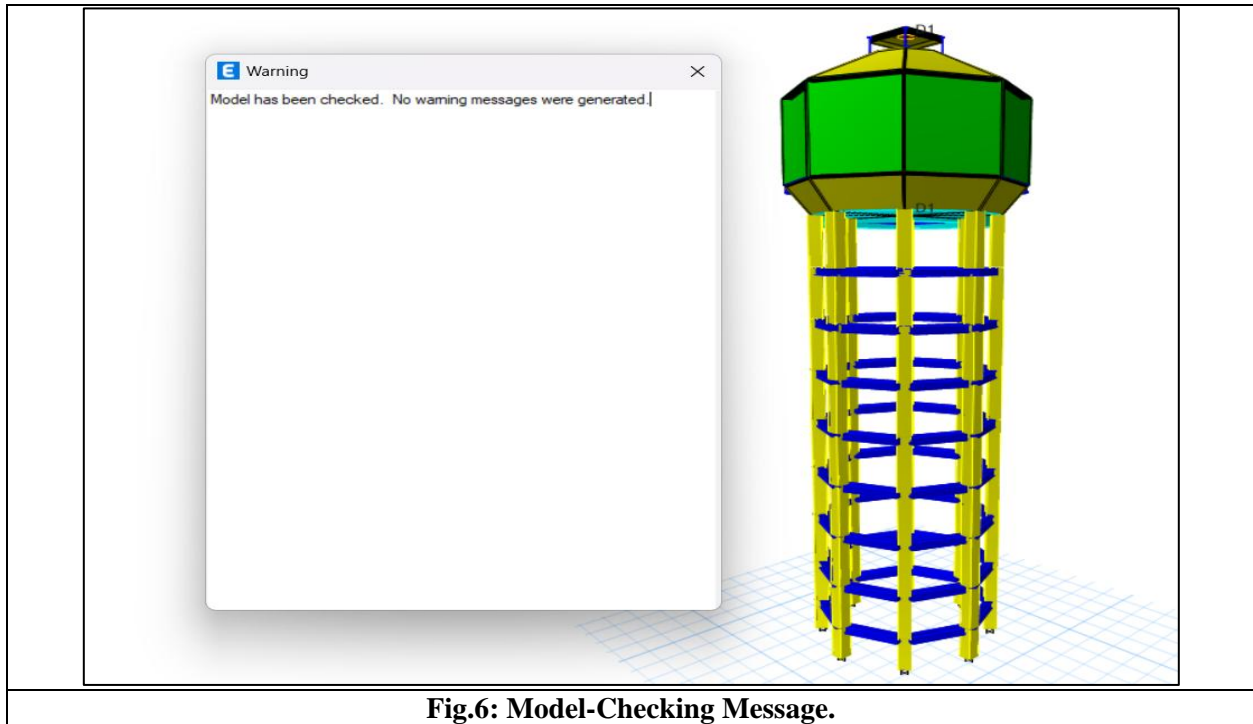 Warning
Model has been checked. No warning messages were generated.
D1
D1
Fig.6: Model-Checking Message.